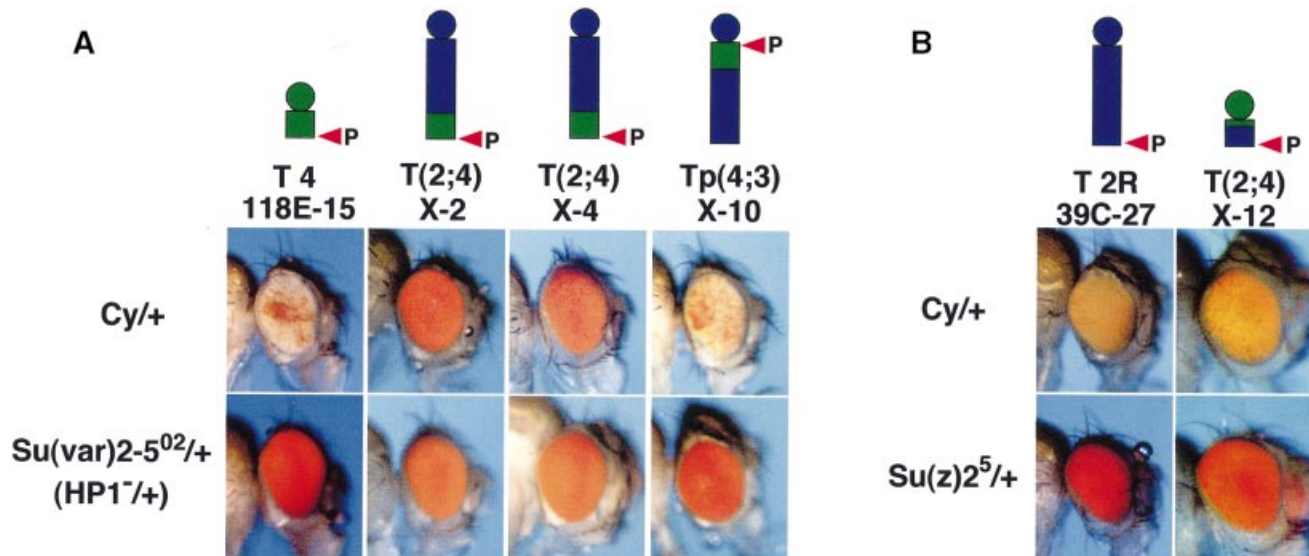 A
B
P
P
P
P
P
P
T 4
118E-15
T(2;4)
X-2
T(2;4)
X-4
Tp(4;3)
X-10
T 2R
39C-27
T(2;4)
X-12
Cy/+
Cy/+
Su(var)2-5⁰²/+
(HP1⁻/+)
Su(z)2⁵/+